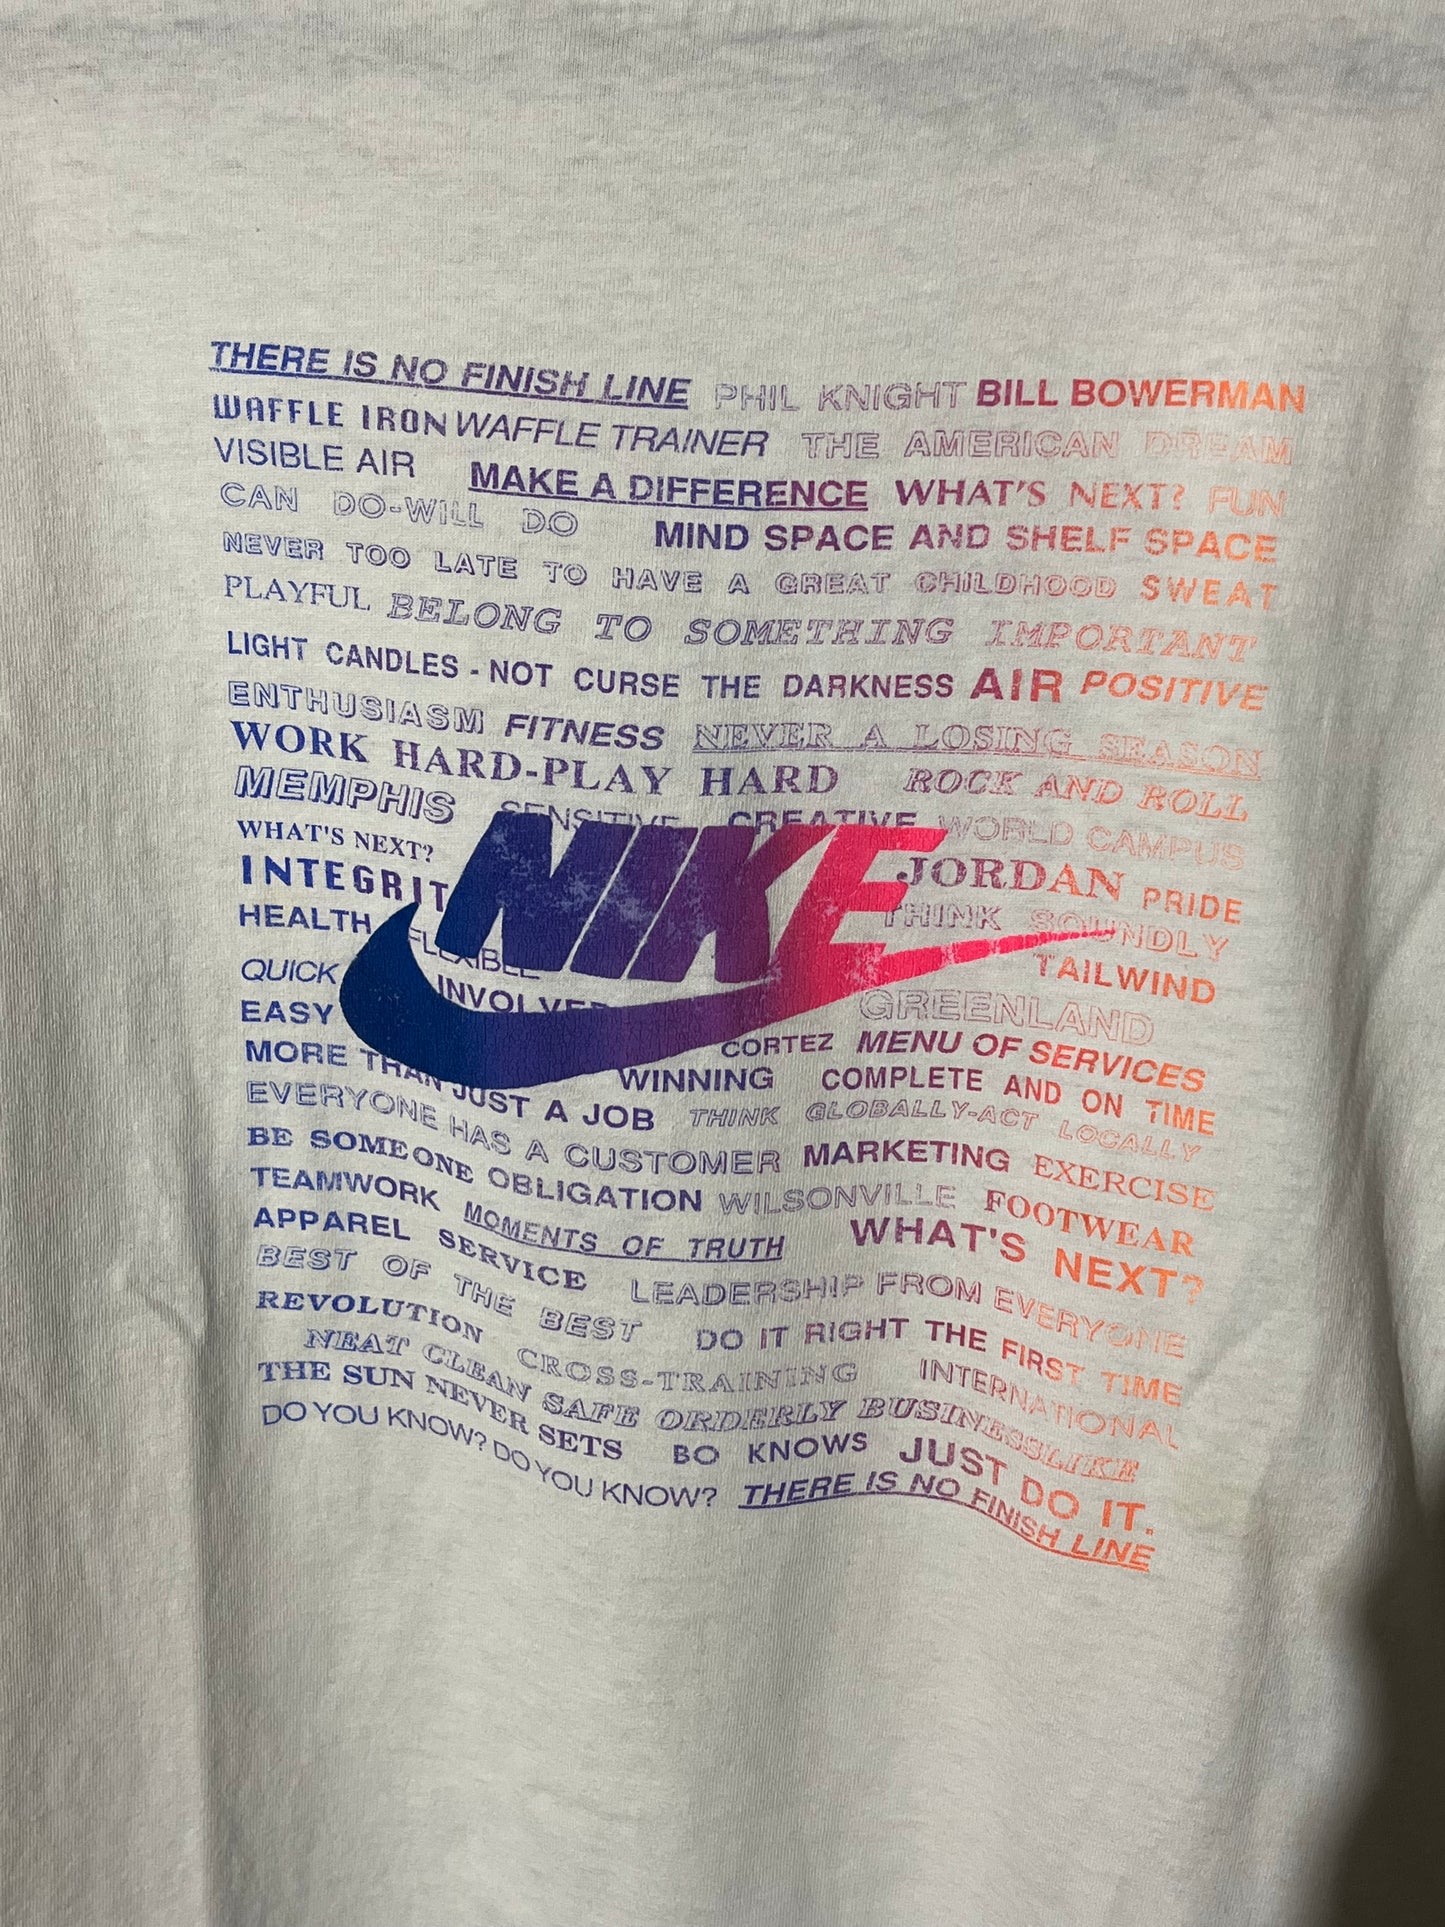 THERE IS NO FINISH LINE PHIL KNIGHT BILL BOWERMAN
WAFFLE IRON WAFFLE TRAINER THE AMERICAN DREAM
VISIBLE AIR MAKE A DIFFERENCE WHAT'S NEXT? FUN
CAN DO-WILL DO MIND SPACE AND SHELF SPACE
NEVER TOO LATE TO HAVE A GREAT CHILDHOOD SWEAT
PLAYFUL BELONG TO SOMETHING IMPORTANT
LIGHT CANDLES - NOT CURSE THE DARKNESS AIR POSITIVE
ENTHUSIASM FITNESS NEVER A LOSING SEASON
WORK HARD-PLAY HARD ROCK AND ROLL
MEMPHIS SENSITIVE CREATIVE WORLD CAMPUS
WHAT'S NEXT? NIKE JORDAN PRIDE
INTEGRIT
HEALTH FLEXIBLE THINK SOUNDLY
QUICK INVOLVE TAILWIND
EASY GREENLAND
MORE THAN JUST A JOB CORTEZ MENU OF SERVICES
WINNING COMPLETE AND ON TIME
EVERYONE HAS A CUSTOMER THINK GLOBALLY-ACT LOCALLY
BE SOMEONE OBLIGATION MARKETING EXERCISE
TEAMWORK MOMENTS OF TRUTH WILSONVILLE FOOTWEAR
APPAREL SERVICE WHAT'S NEXT?
BEST OF THE BEST LEADERSHIP FROM EVERYONE
REVOLUTION CROSS-TRAINING DO IT RIGHT THE FIRST TIME
NEAT CLEAN SAFE ORDERLY BUSINESSLIKE INTERNATIONAL
THE SUN NEVER SETS BO KNOWS JUST DO IT.
DO YOU KNOW? DO YOU KNOW? THERE IS NO FINISH LINE